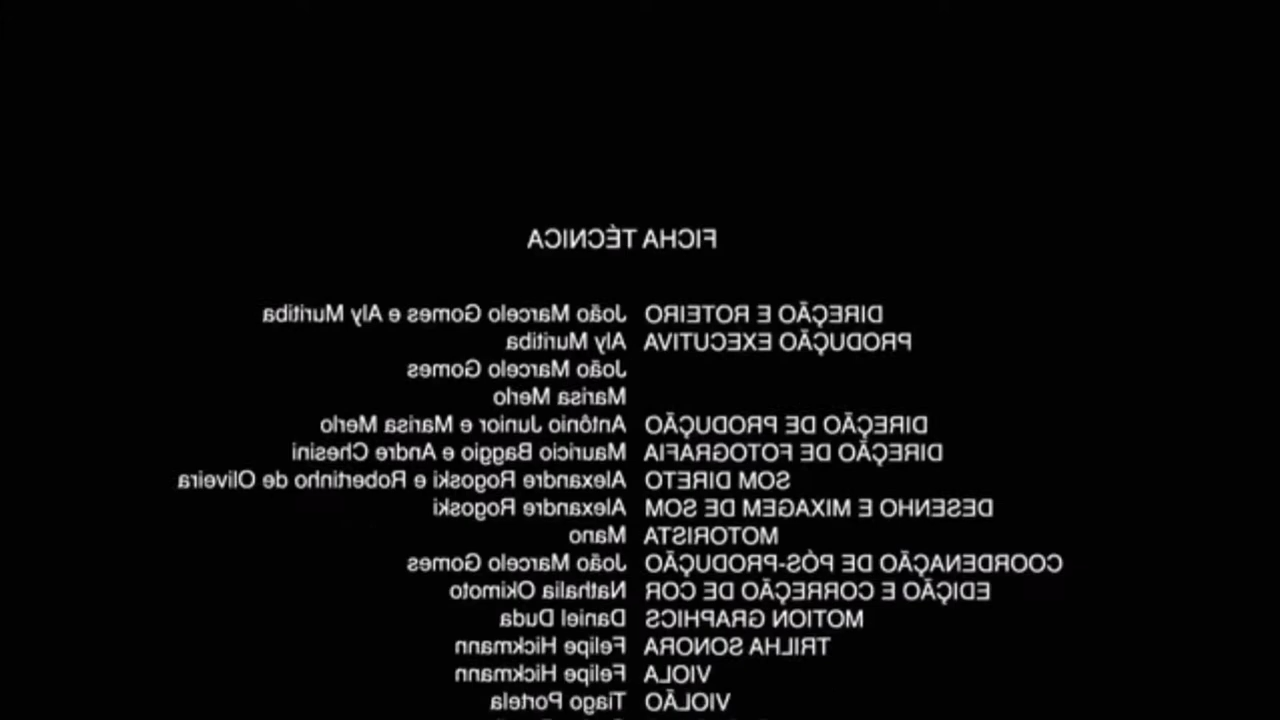 FICHA TÉCNICA
DIREÇÃO E ROTEIRO João Marcelo Gomes e Aly Muritiba
PRODUÇÃO EXECUTIVA Aly Muritiba
João Marcelo Gomes
Marisa Merlo
DIREÇÃO DE PRODUÇÃO Antônio Junior e Marisa Merlo
DIREÇÃO DE FOTOGRAFIA Mauricio Baggio e Andre Chesini
SOM DIRETO Alexandre Rogoski e Robertinho de Oliveira
DESENHO E MIXAGEM DE SOM Alexandre Rogoski
MOTORISTA Mano
COORDENAÇÃO DE PÓS-PRODUÇÃO João Marcelo Gomes
EDIÇÃO E CORREÇÃO DE COR Nathalia Okimoto
MOTION GRAPHICS Daniel Duda
TRILHA SONORA Felipe Hickmann
VIOLA Felipe Hickmann
VIOLÃO Tiago Portela